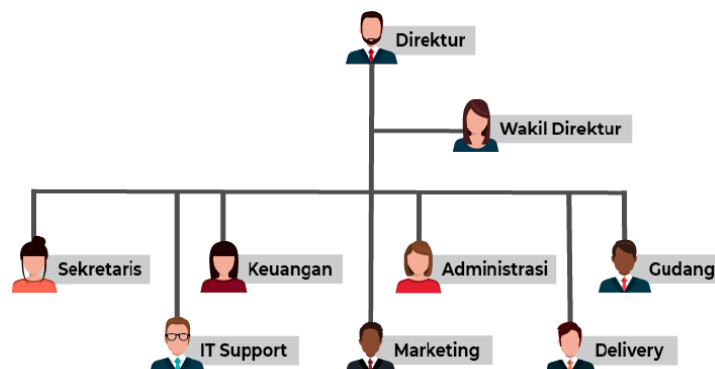 Direktur
Wakil Direktur
Sekretaris
Keuangan
Administrasi
Gudang
IT Support
Marketing
Delivery